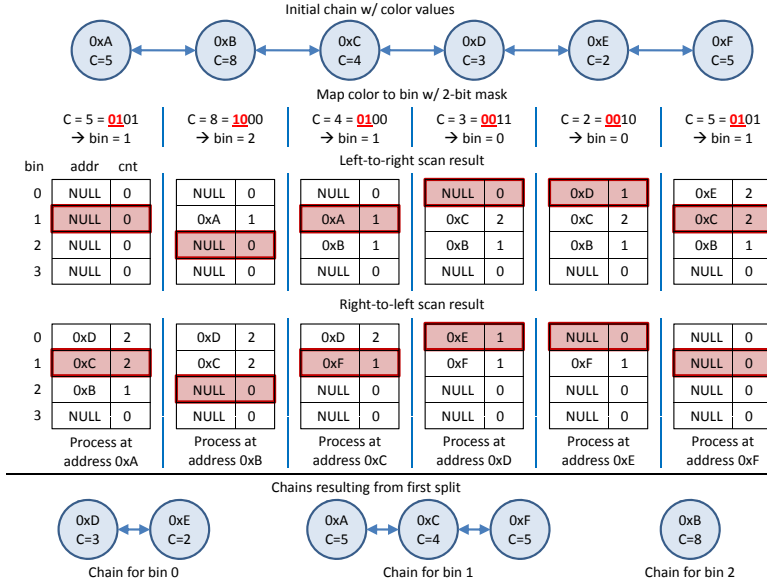 Initial chain w/ color values
0xA 0xB 0xC 0xD 0xE 0xF
C=5 C=8 C=4 C=3 C=2 C=5
Map color to bin w/ 2-bit mask
C = 5 = 0101 C = 8 = 1000 C = 4 = 0100 C = 3 = 0011 C = 2 = 0010 C = 5 = 0101
→ bin = 1 → bin = 2 → bin = 1 → bin = 0 → bin = 0 → bin = 1
bin addr cnt Left-to-right scan result
0 NULL 0 NULL 0 NULL 0 NULL 0 0xD 1 0xE 2
1 NULL 0 0xA 1 0xA 1 0xC 2 0xC 2 0xC 2
2 NULL 0 NULL 0 0xB 1 0xB 1 0xB 1 0xB 1
3 NULL 0 NULL 0 NULL 0 NULL 0 NULL 0 NULL 0
Right-to-left scan result
0 0xD 2 0xD 2 0xD 2 0xE 1 NULL 0 NULL 0
1 0xC 2 0xC 2 0xF 1 0xF 1 0xF 1 NULL 0
2 0xB 1 NULL 0 NULL 0 NULL 0 NULL 0 NULL 0
3 NULL 0 NULL 0 NULL 0 NULL 0 NULL 0 NULL 0
Process at Process at Process at Process at Process at Process at
address 0xA address 0xB address 0xC address 0xD address 0xE address 0xF
Chains resulting from first split
0xD 0xE 0xA 0xC 0xF 0xB
C=3 C=2 C=5 C=4 C=5 C=8
Chain for bin 0 Chain for bin 1 Chain for bin 2